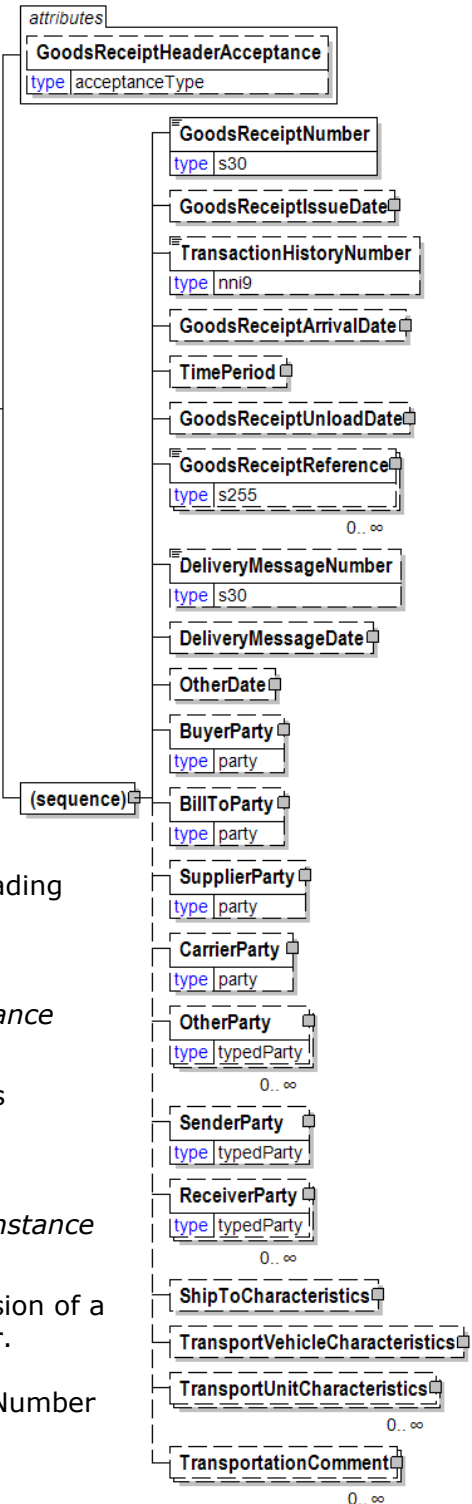 attributes
GoodsReceiptHeaderAcceptance
type acceptanceType
GoodsReceiptNumber
type s30
GoodsReceiptIssueDate
TransactionHistoryNumber
type nni9
GoodsReceiptArrivalDate
TimePeriod
GoodsReceiptUnloadDate
GoodsReceiptReference
type s255
0.. ∞
DeliveryMessageNumber
type s30
DeliveryMessageDate
OtherDate
BuyerParty
type party
(sequence)
BillToParty
type party
SupplierParty
type party
CarrierParty
type party
OtherParty
type typedParty
0.. ∞
SenderParty
type typedParty
ReceiverParty
type typedParty
0.. ∞
ShipToCharacteristics
TransportVehicleCharacteristics
TransportUnitCharacteristics
0.. ∞
TransportationComment
0.. ∞
ading
ance
s
nstance
sion of a
r.
Number